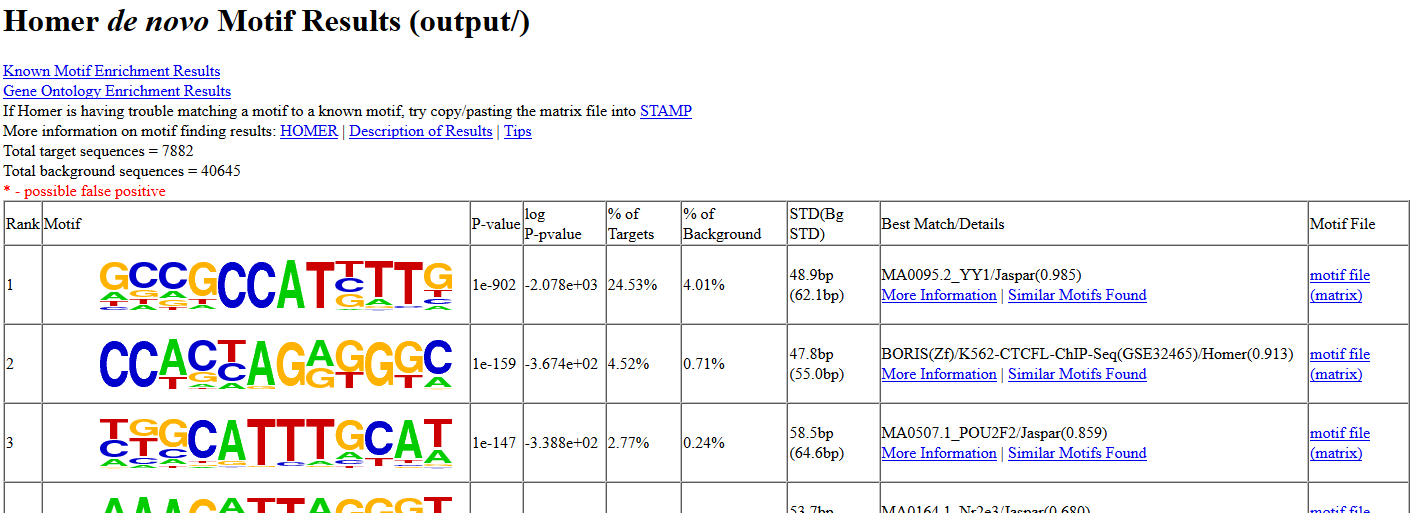 Homer de novo Motif Results (output/)
Known Motif Enrichment Results
Gene Ontology Enrichment Results
If Homer is having trouble matching a motif to a known motif, try copy/pasting the matrix file into STAMP
More information on motif finding results: HOMER | Description of Results | Tips
Total target sequences = 7882
Total background sequences = 40645
* - possible false positive
Rank Motif P-value log P-pvalue % of Targets % of Background STD(Bg STD) Best Match/Details Motif File
1 GCCGCCATCTTG 1e-902 -2.078e+03 24.53% 4.01% 48.9bp (62.1bp) MA0095.2_YY1/Jaspar(0.985) motif file (matrix)
More Information | Similar Motifs Found
2 CCACTAGAGGGC 1e-159 -3.674e+02 4.52% 0.71% 47.8bp (55.0bp) BORIS(Zf)/K562-CTCFL-ChIP-Seq(GSE32465)/Homer(0.913) motif file (matrix)
More Information | Similar Motifs Found
3 TGGCATTTGCAT 1e-147 -3.388e+02 2.77% 0.24% 58.5bp (64.6bp) MA0507.1_POU2F2/Jaspar(0.859) motif file (matrix)
More Information | Similar Motifs Found
AAACATTAGGGT 53.7bp MA0164.1_Nr2e3/Jaspar(0.680) motif file